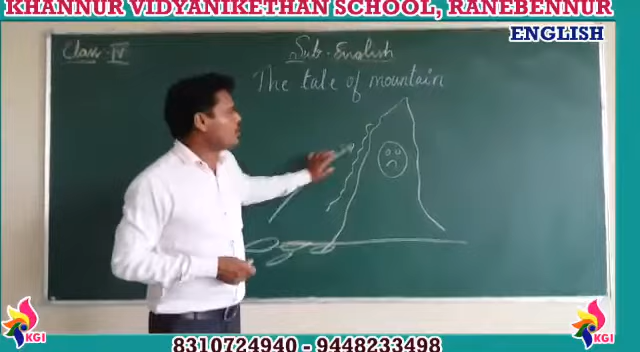 KHANNUR VIDYANIKETHAN SCHOOL, RANEBENNUR
ENGLISH
Class - IV
Sub - English
The tale of mountain
KGI
KGI
8310724940 - 9448233498